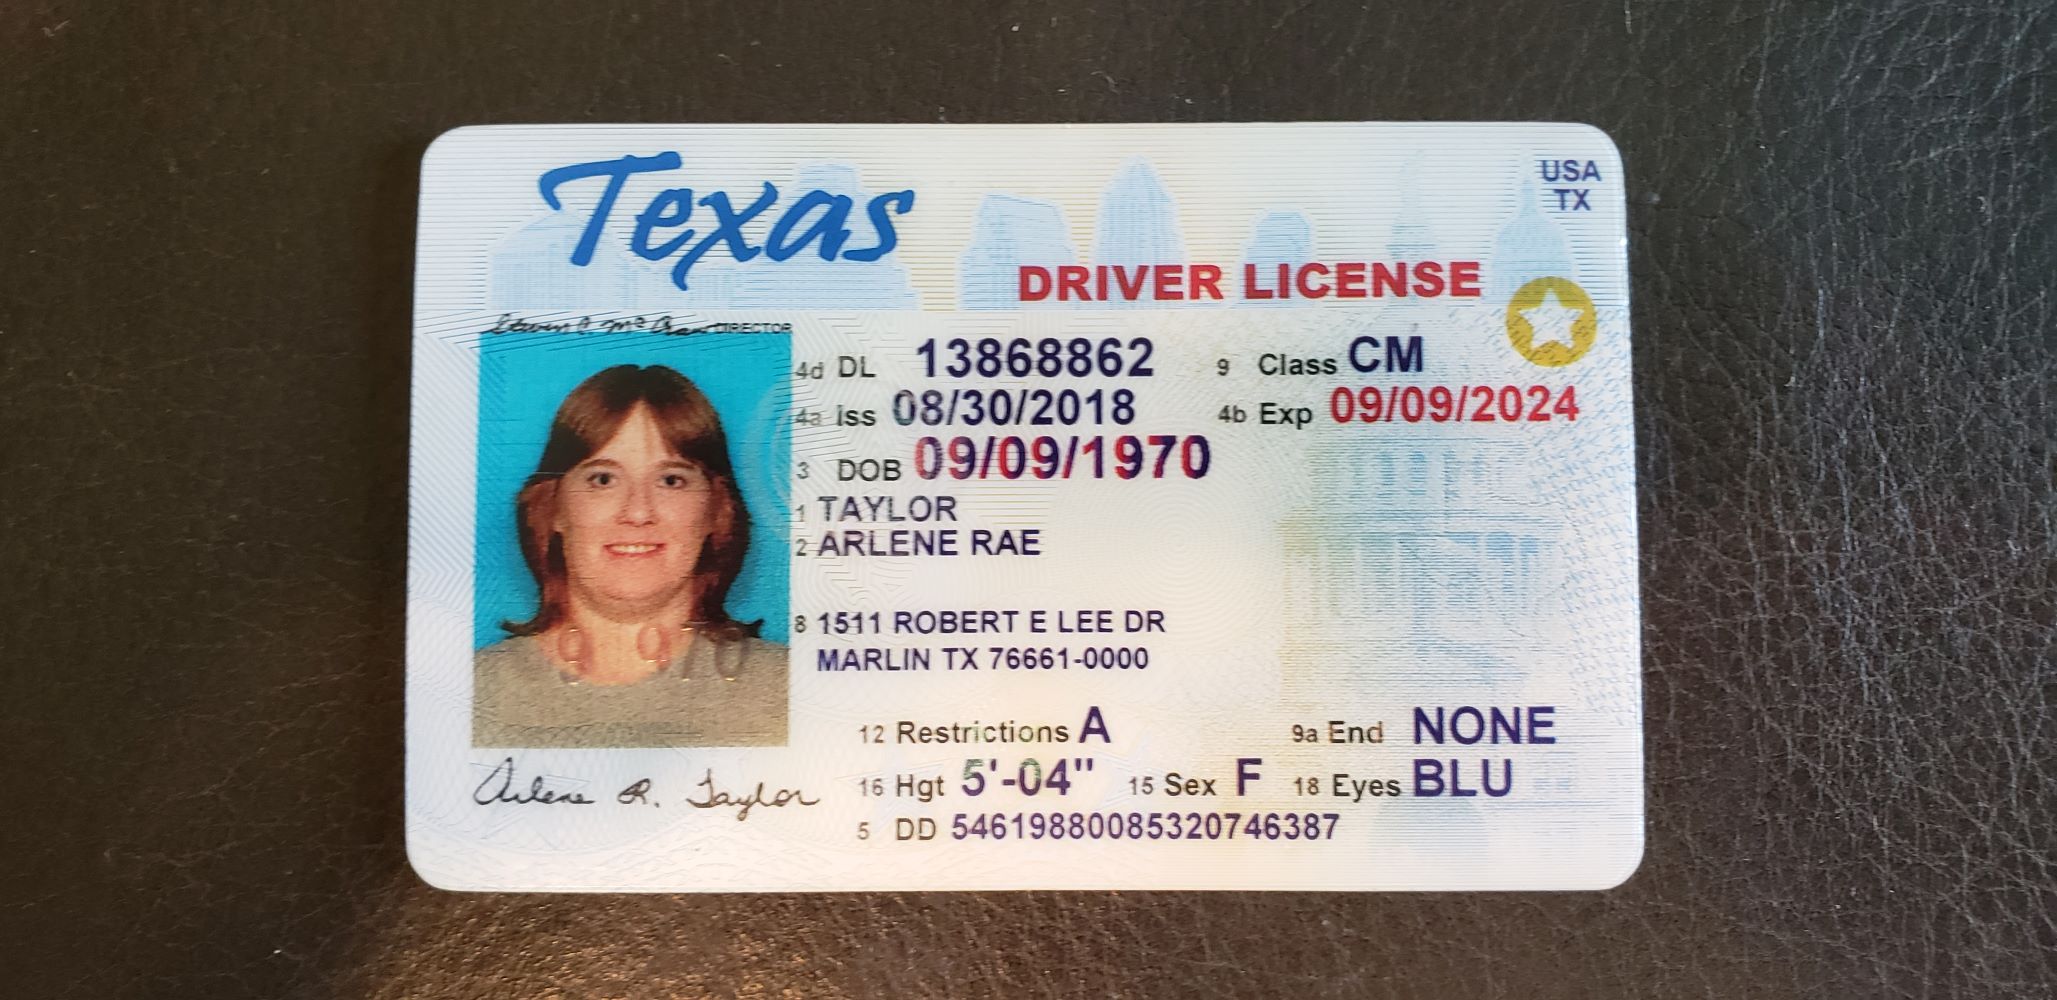 Texas
USA
TX
DRIVER LICENSE
DIRECTOR
4d DL 13868862 9 Class CM
4a Iss 08/30/2018 4b Exp 09/09/2024
3 DOB 09/09/1970
1 TAYLOR
2 ARLENE RAE
8 1511 ROBERT E LEE DR
MARLIN TX 76661-0000
12 Restrictions A 9a End NONE
16 Hgt 5'-04" 15 Sex F 18 Eyes BLU
5 DD 54619880085320746387
Arlene R. Taylor